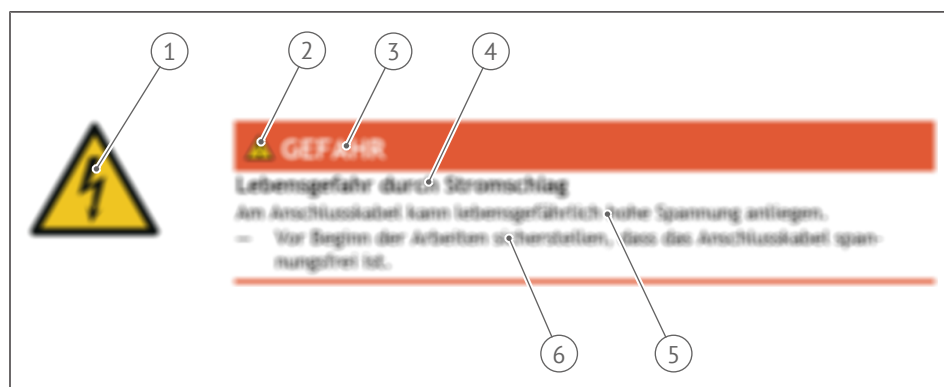 1
2
3
4
GEFAHR
Lebensgefahr durch Stromschlag
Am Anschlusskabel kann lebensgefährlich hohe Spannung anliegen.
– Vor Beginn der Arbeiten sicherstellen, dass das Anschlusskabel span-
nungsfrei ist.
6
5